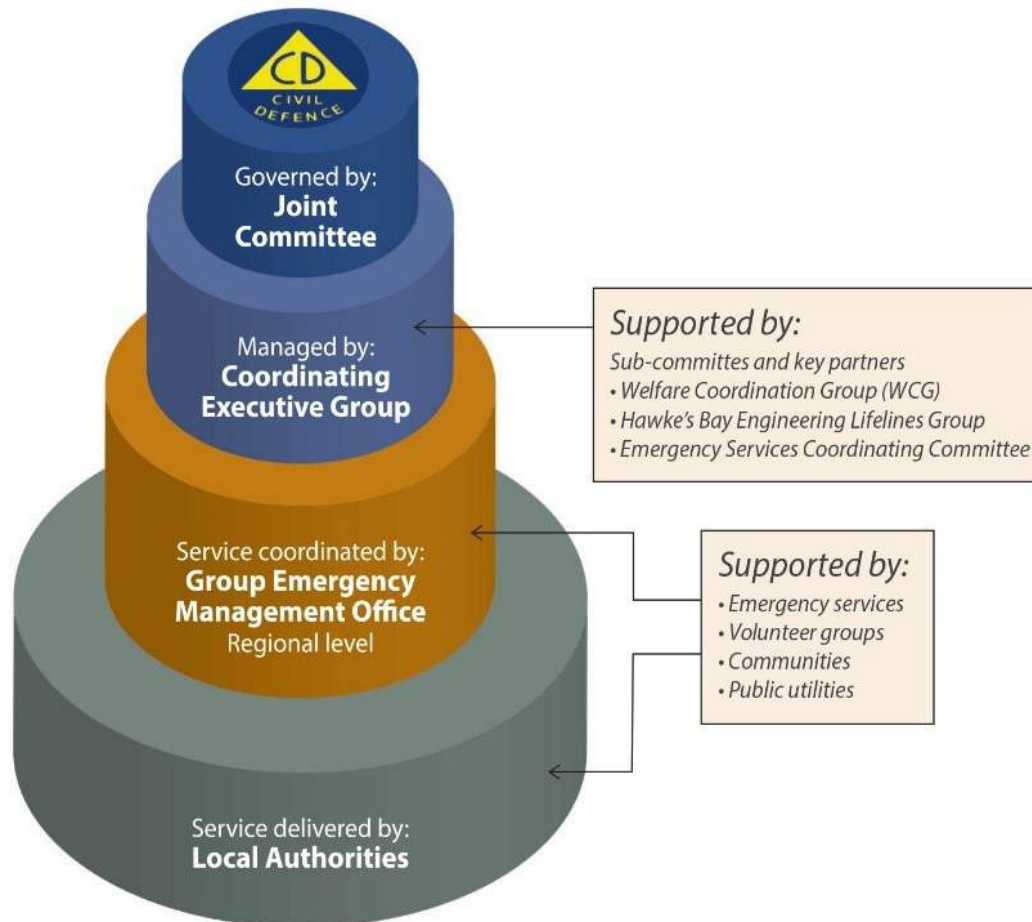 CD
CIVIL
DEFENCE
Governed by:
Joint
Committee
Managed by:
Coordinating
Executive Group
Supported by:
Sub-committes and key partners
• Welfare Coordination Group (WCG)
• Hawke's Bay Engineering Lifelines Group
• Emergency Services Coordinating Committee
Service coordinated by:
Group Emergency
Management Office
Regional level
Supported by:
• Emergency services
• Volunteer groups
• Communities
• Public utilities
Service delivered by:
Local Authorities